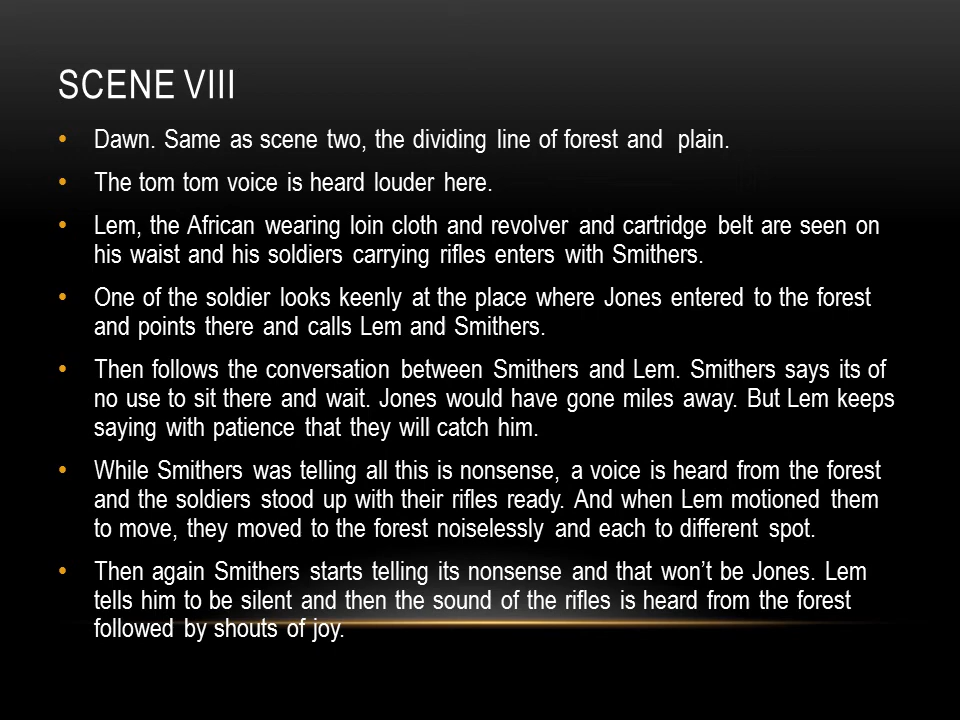 SCENE VIII
• Dawn. Same as scene two, the dividing line of forest and  plain.
• The tom tom voice is heard louder here.
• Lem, the African wearing loin cloth and revolver and cartridge belt are seen on
his waist and his soldiers carrying rifles enters with Smithers.
• One of the soldier looks keenly at the place where Jones entered to the forest
and points there and calls Lem and Smithers.
• Then follows the conversation between Smithers and Lem. Smithers says its of
no use to sit there and wait. Jones would have gone miles away. But Lem keeps
saying with patience that they will catch him.
• While Smithers was telling all this is nonsense, a voice is heard from the forest
and the soldiers stood up with their rifles ready. And when Lem motioned them
to move, they moved to the forest noiselessly and each to different spot.
• Then again Smithers starts telling its nonsense and that won’t be Jones. Lem
tells him to be silent and then the sound of the rifles is heard from the forest
followed by shouts of joy.